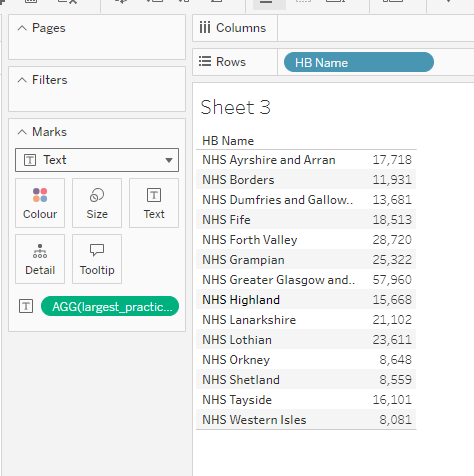 Pages
Columns
Rows
HB Name
Filters
Sheet 3
Marks
Text
Colour
Size
Text
Detail
Tooltip
AGG(largest_practic...
HB Name
NHS Ayrshire and Arran 17,718
NHS Borders 11,931
NHS Dumfries and Gallow.. 13,681
NHS Fife 18,513
NHS Forth Valley 28,720
NHS Grampian 25,322
NHS Greater Glasgow and.. 57,960
NHS Highland 15,668
NHS Lanarkshire 21,102
NHS Lothian 23,611
NHS Orkney 8,648
NHS Shetland 8,559
NHS Tayside 16,101
NHS Western Isles 8,081